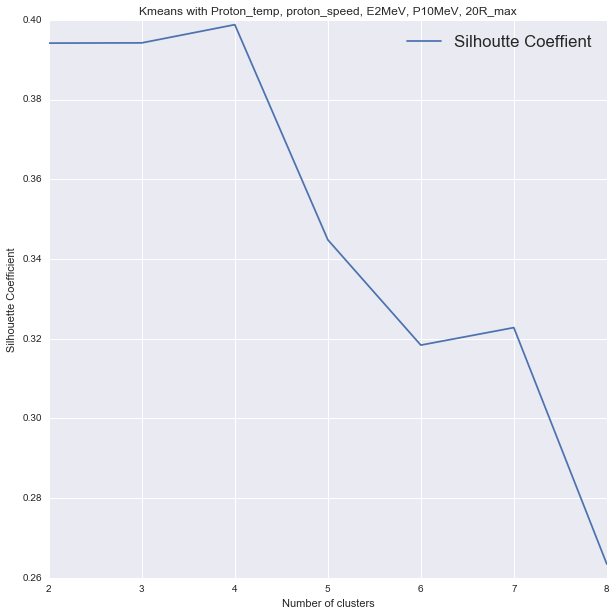 Kmeans with Proton_temp, proton_speed, E2MeV, P10MeV, 20R_max
Silhoutte Coeffient
Silhouette Coefficient
0.40
0.38
0.36
0.34
0.32
0.30
0.28
0.26
2 3 4 5 6 7 8
Number of clusters